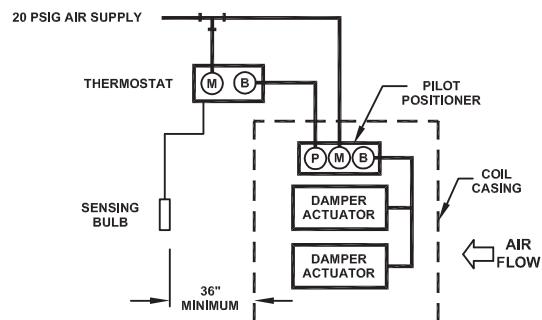 20 PSIG AIR SUPPLY
THERMOSTAT
M
B
PILOT
POSITIONER
P
M
B
COIL
CASING
DAMPER
ACTUATOR
SENSING
BULB
AIR
FLOW
DAMPER
ACTUATOR
36"
MINIMUM